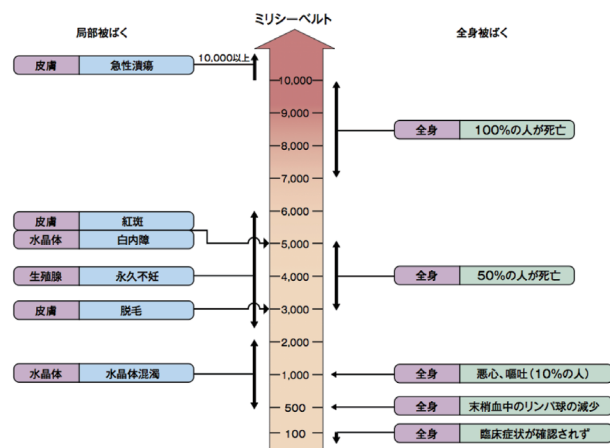 ミリシーベルト
局部被ばく
全身被ばく
皮膚 急性潰瘍
10,000以上
10,000
9,000
全身 100%の人が死亡
8,000
7,000
6,000
皮膚 紅斑
水晶体 白内障
5,000
生殖腺 永久不妊
4,000
全身 50%の人が死亡
皮膚 脱毛
3,000
2,000
水晶体 水晶体混濁
1,000
全身 悪心、嘔吐(10%の人)
500
全身 末梢血中のリンパ球の減少
100
全身 臨床症状が確認されず